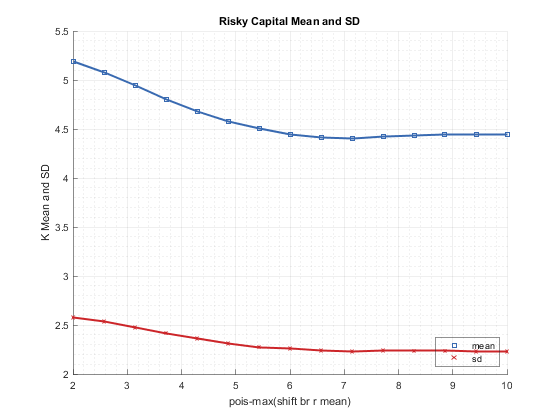 Risky Capital Mean and SD
5.5
5
4.5
4
3.5
3
2.5
2
K Mean and SD
mean
sd
2 3 4 5 6 7 8 9 10
pois-max(shift br r mean)